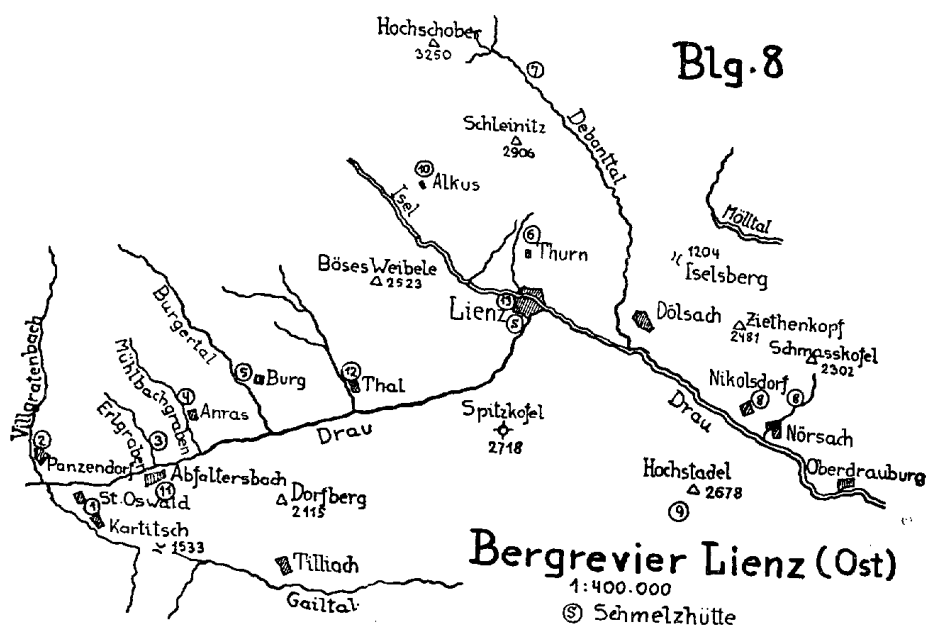 Hochschober
3250
Blg. 8
7
Schleinitz
2906
Debanttal
10
Alkus
Isel
Mölltal
6
Thurn
1204
Iselsberg
Böses Weibele
2523
13
Lienz
S
Dölsach
Ziethenkopf
2481
Schmasskofel
2302
Villgratenbach
Burgertal
Mühlbachgraben
Erlgraben
5
Burg
12
Thal
4
Anras
3
Nikolsdorf
8
8
Nörsach
Drau
Drau
Spitzkofel
2718
2
Panzendorf
Abfaltersbach
11
Oberdrauburg
Hochstadel
2678
9
1
St. Oswald
Kartitsch
Dorfberg
2115
1533
Tilliach
Gailtal
Bergrevier Lienz (Ost)
1:400.000
S Schmelzhütte